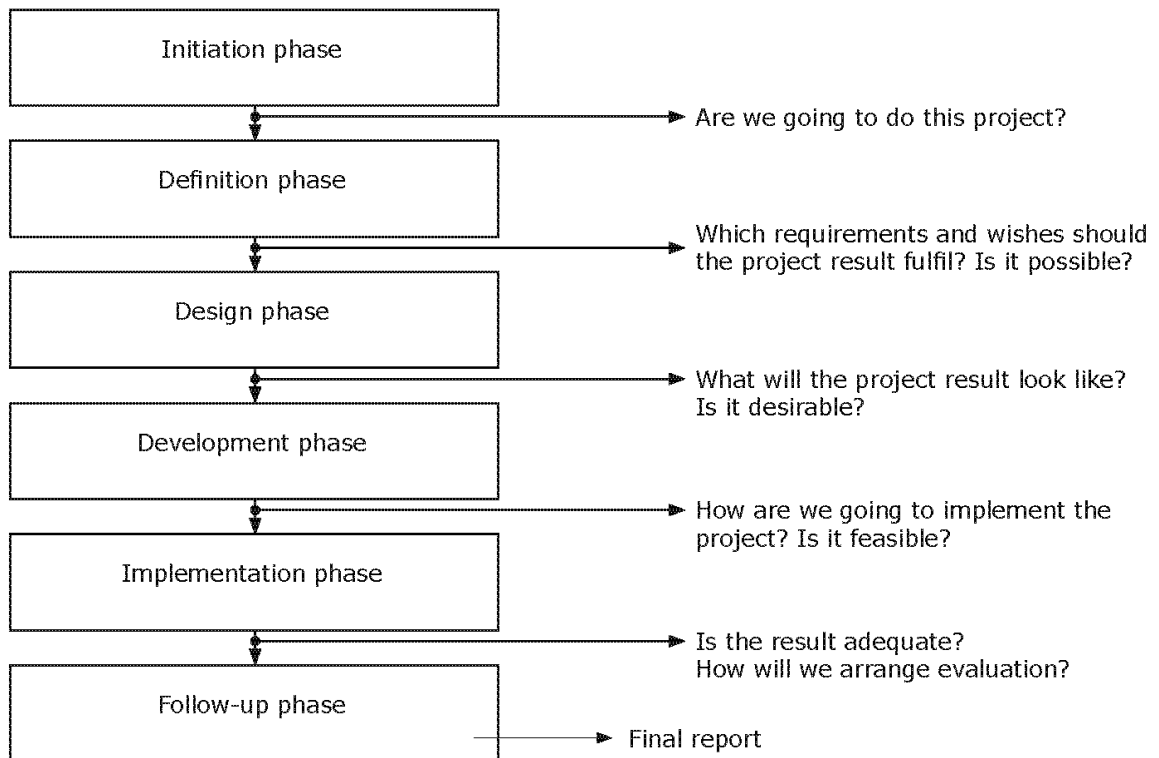 Initiation phase
Are we going to do this project?
Definition phase
Which requirements and wishes should
the project result fulfil? Is it possible?
Design phase
What will the project result look like?
Is it desirable?
Development phase
How are we going to implement the
project? Is it feasible?
Implementation phase
Is the result adequate?
How will we arrange evaluation?
Follow-up phase
Final report